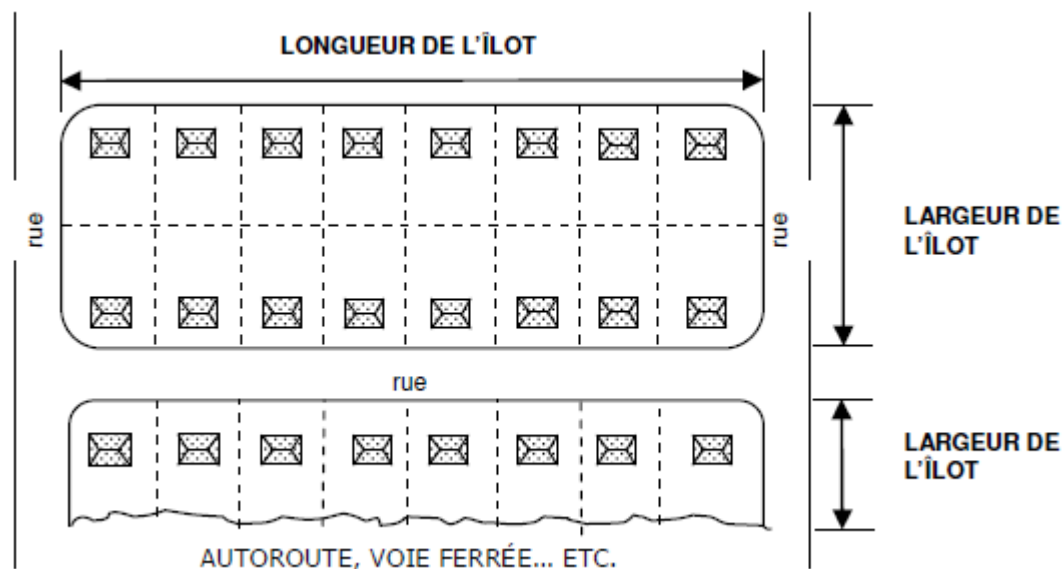 LONGUEUR DE L'ÎLOT
rue
rue
LARGEUR DE
L'ÎLOT
rue
LARGEUR DE
L'ÎLOT
AUTOROUTE, VOIE FERRÉE... ETC.